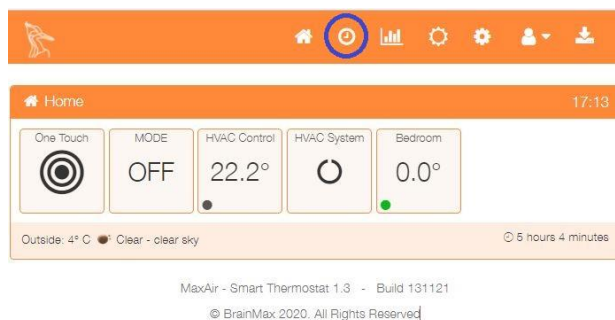 Home 17:13
One Touch MODE HVAC Control HVAC System Bedroom
OFF 22.2° 0.0°
Outside: 4° C Clear - clear sky 5 hours 4 minutes
MaxAir - Smart Thermostat 1.3 - Build 131121
© BrainMax 2020. All Rights Reserved